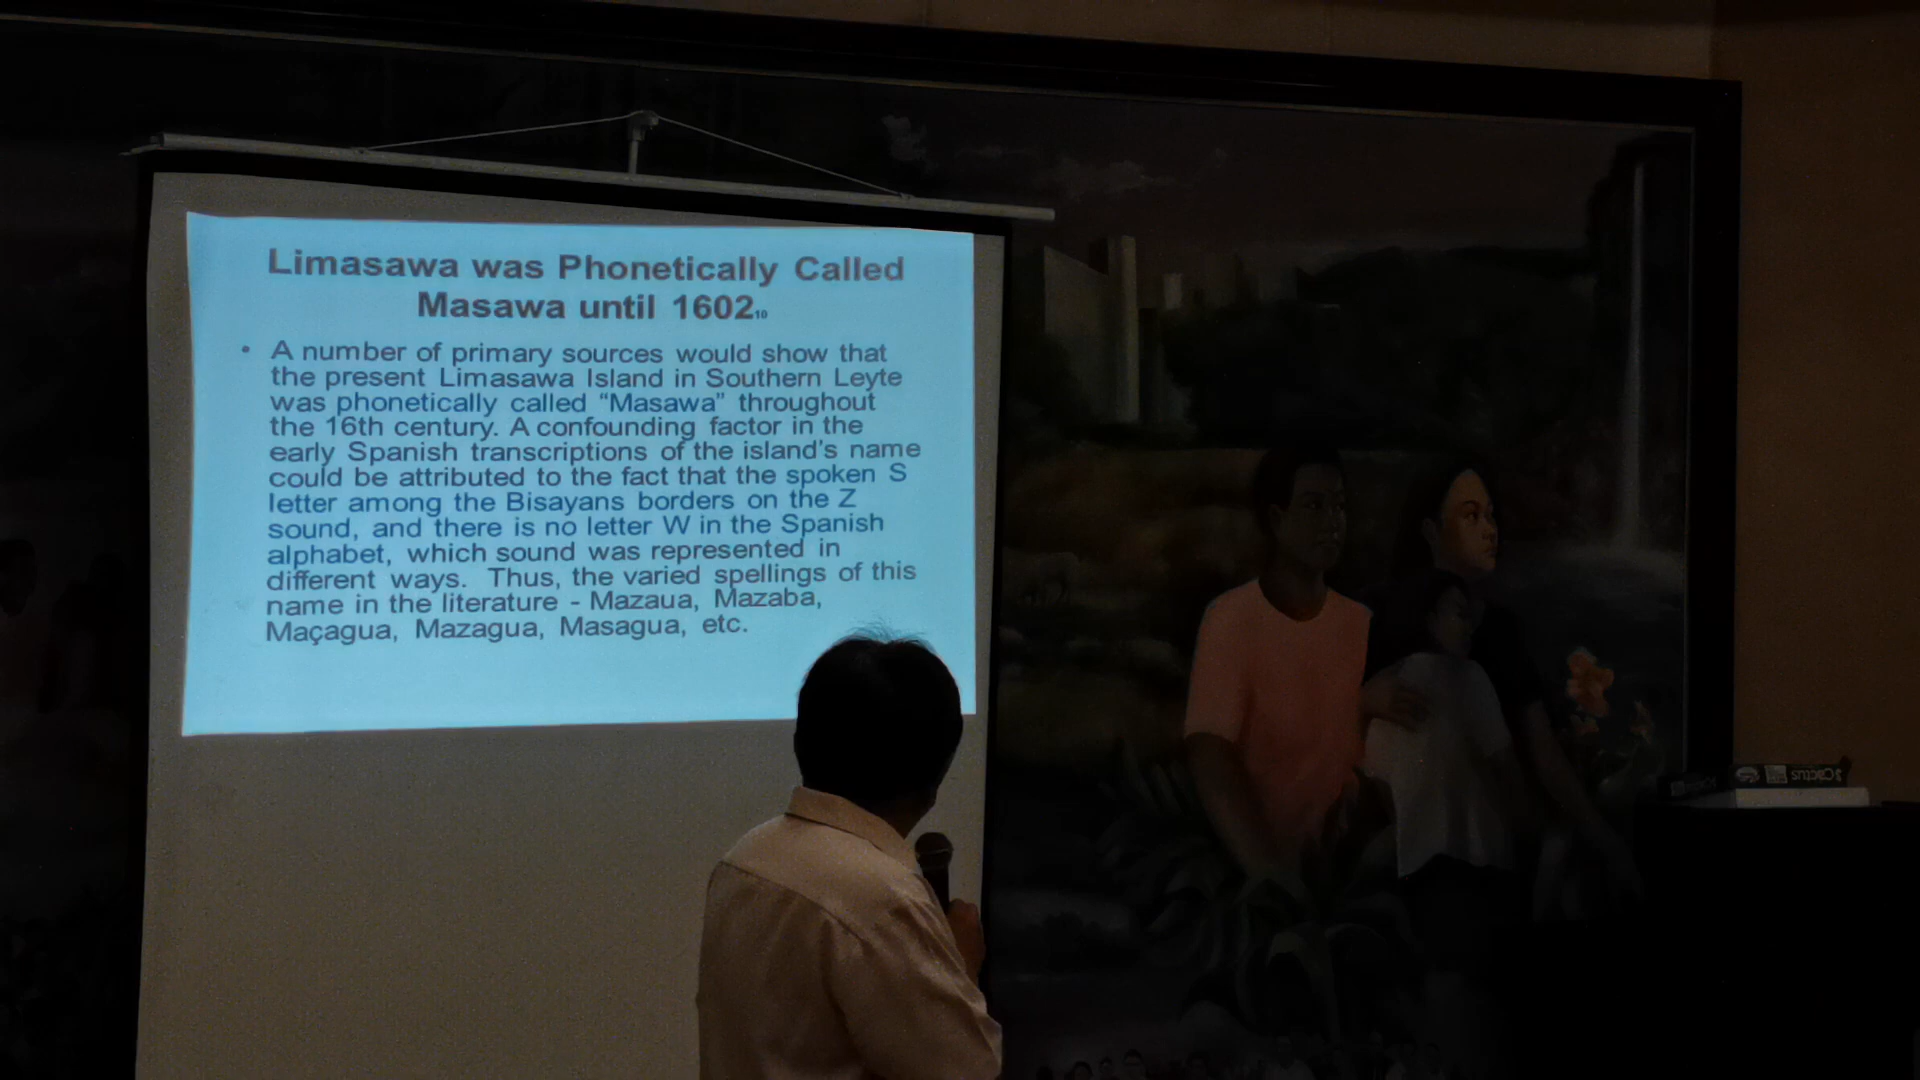 Limasawa was Phonetically Called
Masawa until 1602₁₀
• A number of primary sources would show that
the present Limasawa Island in Southern Leyte
was phonetically called “Masawa” throughout
the 16th century. A confounding factor in the
early Spanish transcriptions of the island's name
could be attributed to the fact that the spoken S
letter among the Bisayans borders on the Z
sound, and there is no letter W in the Spanish
alphabet, which sound was represented in
different ways. Thus, the varied spellings of this
name in the literature - Mazaua, Mazaba,
Maçagua, Mazagua, Masagua, etc.
Cactus